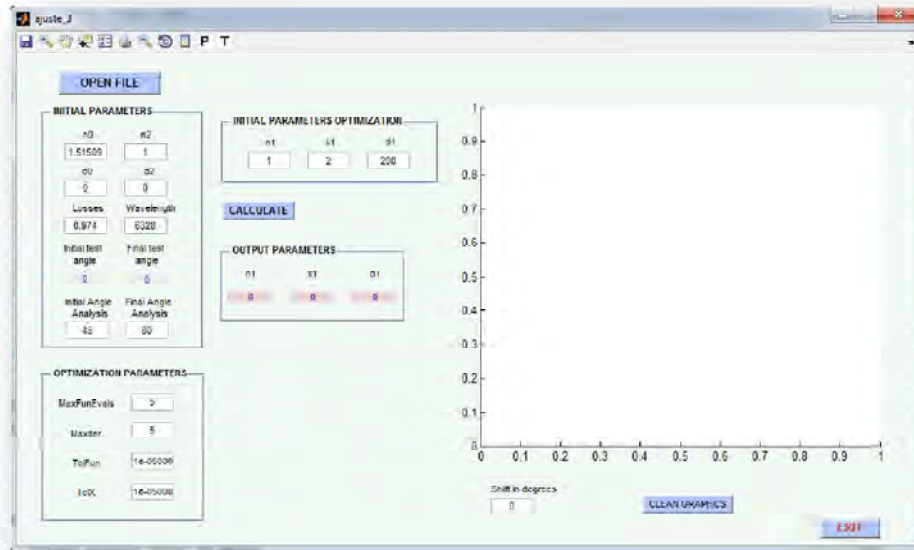 ajuste_3
P T
OPEN FILE
INITIAL PARAMETERS
n0 n2
1.51509 1
d0 d2
0 0
Losses Wavelength
0.974 6328
Initial test angle Final test angle
0 0
Initial Angle Analysis Final Angle Analysis
45 80
OPTIMIZATION PARAMETERS
MaxFunEvals 5
MaxIter 5
TolFun 1e-05000
TolX 1e-05000
INITIAL PARAMETERS OPTIMIZATION
n1 k1 d1
1 2 200
CALCULATE
OUTPUT PARAMETERS
n1 k1 d1
0 0 0
1
0.9
0.8
0.7
0.6
0.5
0.4
0.3
0.2
0.1
0
0 0.1 0.2 0.3 0.4 0.5 0.6 0.7 0.8 0.9 1
Shift in degrees
0
CLEAN GRAPHICS
EXIT